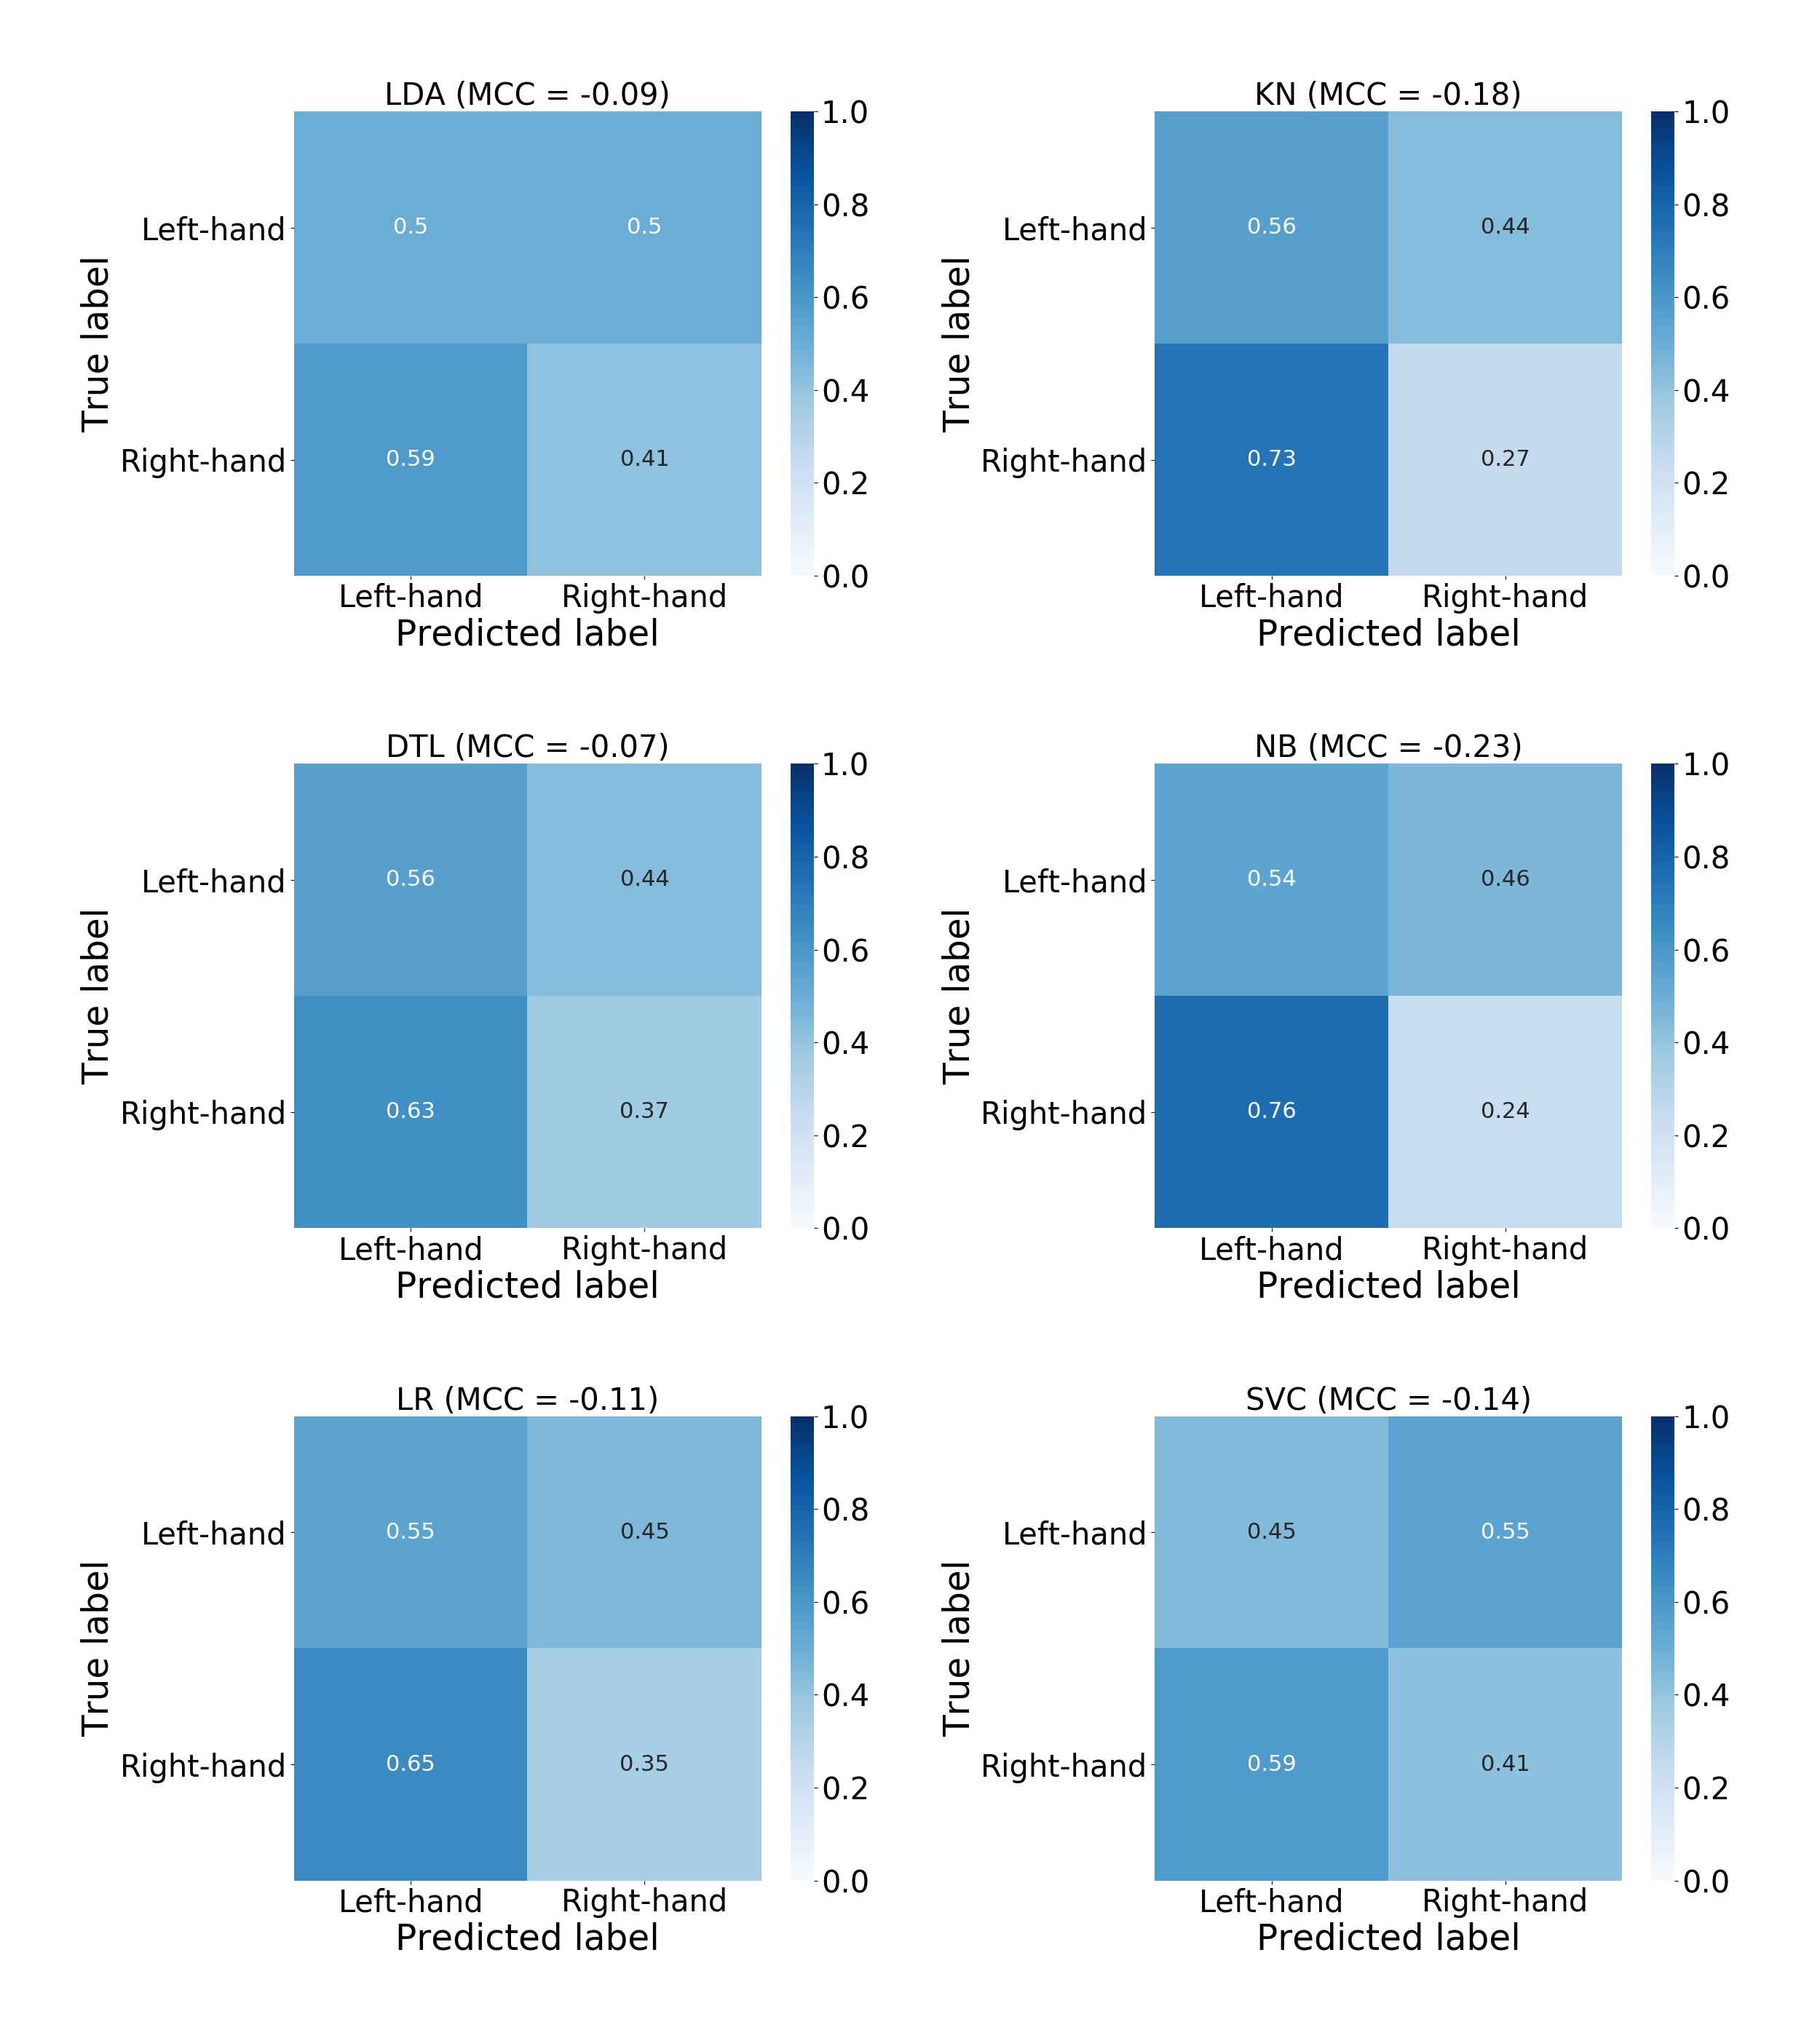 LDA (MCC = -0.09)
True label
Left-hand
0.5 0.5
Right-hand
0.59 0.41
Left-hand Right-hand
Predicted label
1.0
0.8
0.6
0.4
0.2
0.0
KN (MCC = -0.18)
True label
Left-hand
0.56 0.44
Right-hand
0.73 0.27
Left-hand Right-hand
Predicted label
1.0
0.8
0.6
0.4
0.2
0.0
DTL (MCC = -0.07)
True label
Left-hand
0.56 0.44
Right-hand
0.63 0.37
Left-hand Right-hand
Predicted label
1.0
0.8
0.6
0.4
0.2
0.0
NB (MCC = -0.23)
True label
Left-hand
0.54 0.46
Right-hand
0.76 0.24
Left-hand Right-hand
Predicted label
1.0
0.8
0.6
0.4
0.2
0.0
LR (MCC = -0.11)
True label
Left-hand
0.55 0.45
Right-hand
0.65 0.35
Left-hand Right-hand
Predicted label
1.0
0.8
0.6
0.4
0.2
0.0
SVC (MCC = -0.14)
True label
Left-hand
0.45 0.55
Right-hand
0.59 0.41
Left-hand Right-hand
Predicted label
1.0
0.8
0.6
0.4
0.2
0.0